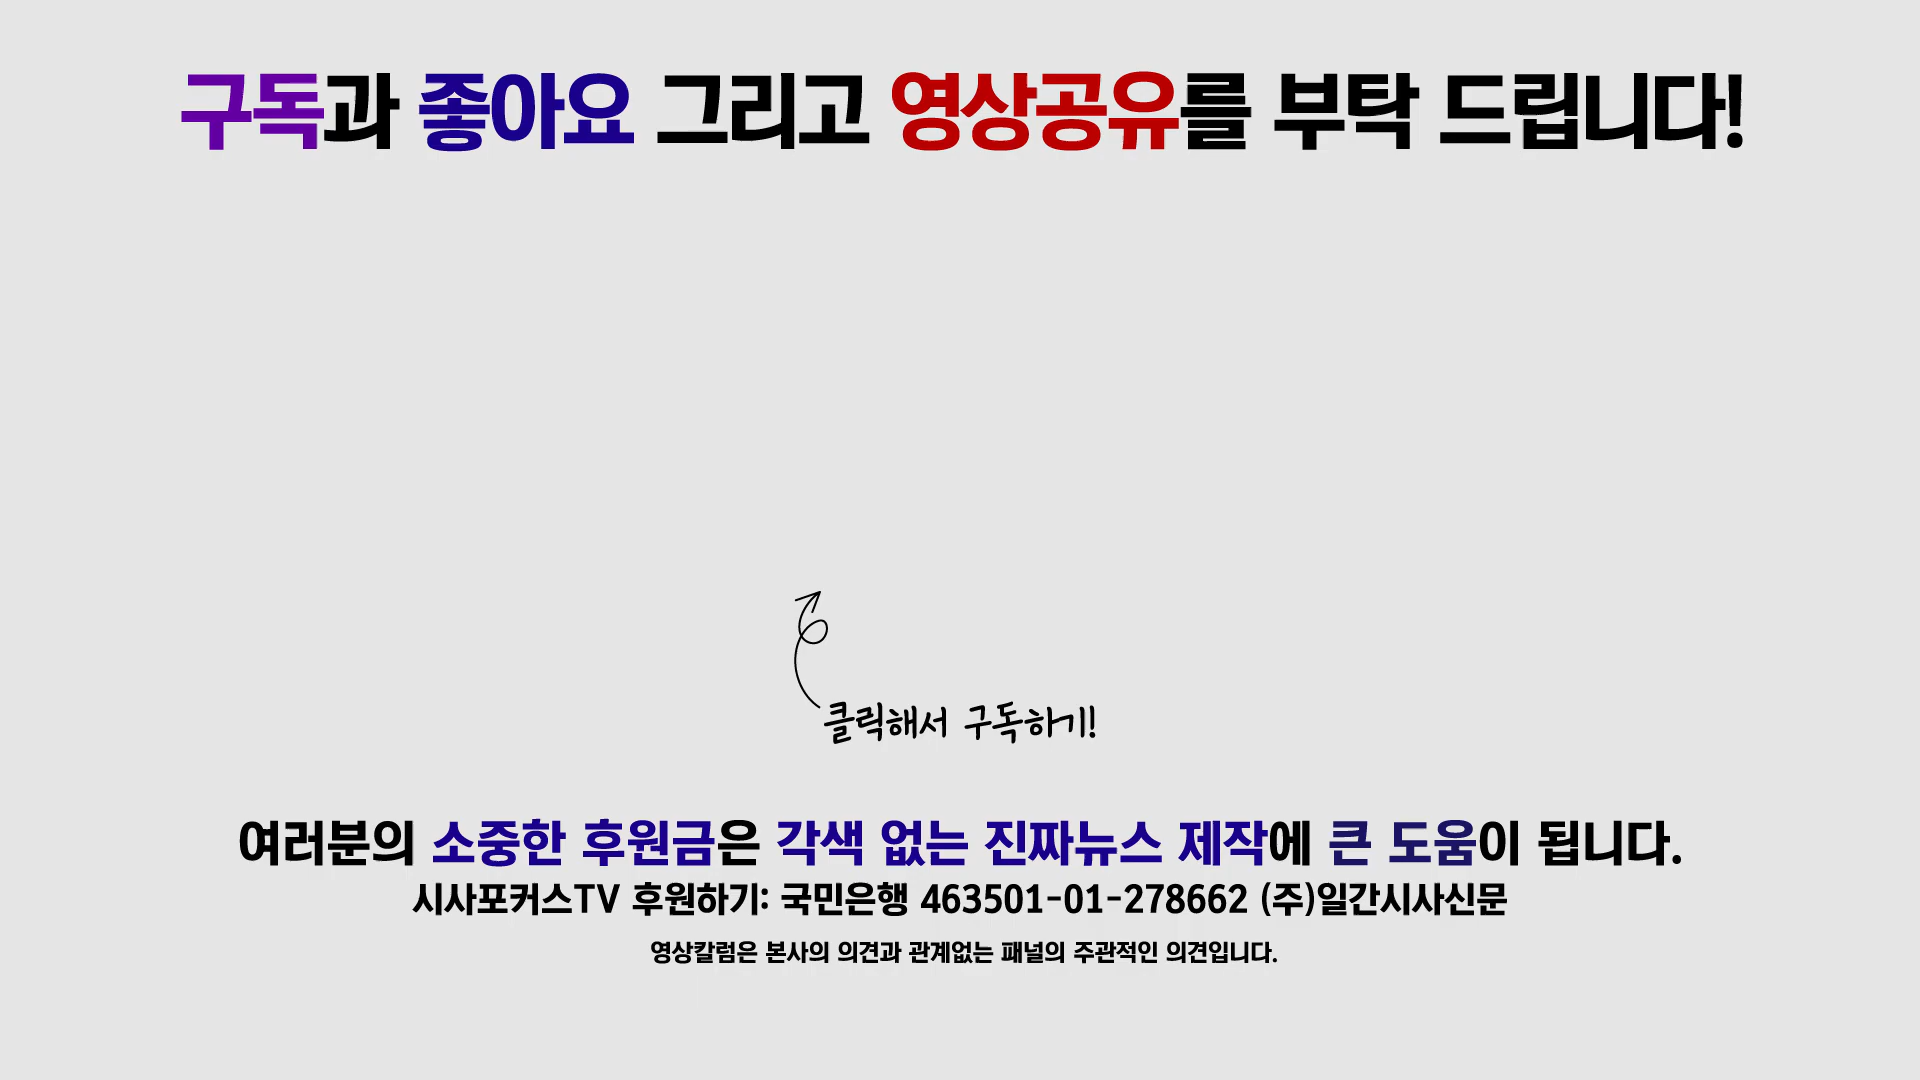 구독과 좋아요 그리고 영상공유를 부탁 드립니다!
클릭해서 구독하기!
여러분의 소중한 후원금은 각색 없는 진짜뉴스 제작에 큰 도움이 됩니다.
시사포커스TV 후원하기: 국민은행 463501-01-278662 (주)일간시사신문
영상칼럼은 본사의 의견과 관계없는 패널의 주관적인 의견입니다.